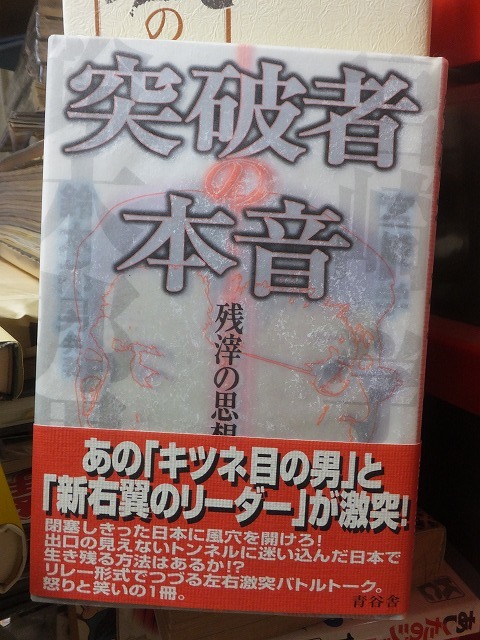 突破者
の
本音
残滓の思想
あの「キツネ目の男」と
「新右翼のリーダー」が激突!
閉塞しきった日本に風穴を開けろ!
出口の見えないトンネルに迷い込んだ日本で
生き残る方法はあるか!?
リレー形式でつづる左右激突バトルトーク。
怒りと笑いの1冊。
青谷舎
の
あしたの